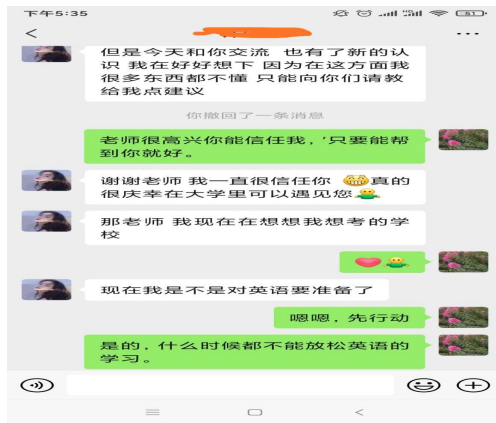 下午5:35
51
但是今天和你交流 也有了新的认
识 我在好好想下 因为在这方面我
很多东西都不懂 只能向你们请教
给我点建议
你撤回了一条消息
老师很高兴你能信任我，'只要能帮
到你就好。
谢谢老师 我一直很信任你 真的
很庆幸在大学里可以遇见您
那老师 我现在在想想我想考的学
校
现在我是不是对英语要准备了
嗯嗯，先行动
是的，什么时候都不能放松英语的
学习。